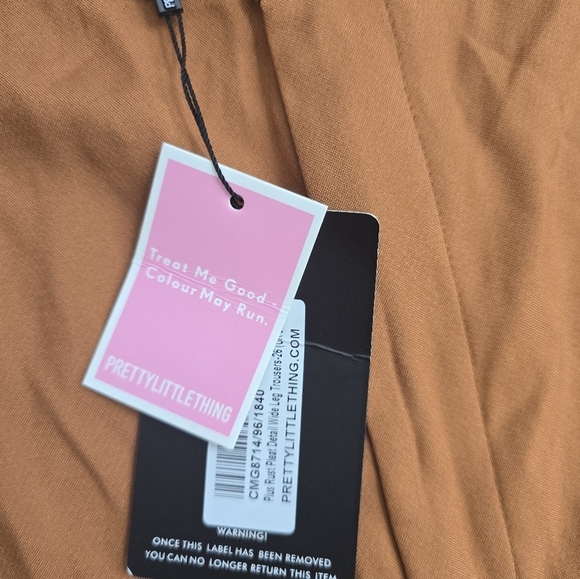 Treat Me Good -
Colour May Run.
PRETTYLITTLETHING
CMG8714/96/1840
Plus Rust Pleat Detail Wide Leg Trousers-26
PRETTYLITTLETHING.COM
WARNING!
ONCE THIS LABEL HAS BEEN REMOVED
YOU CAN NO LONGER RETURN THIS ITEM